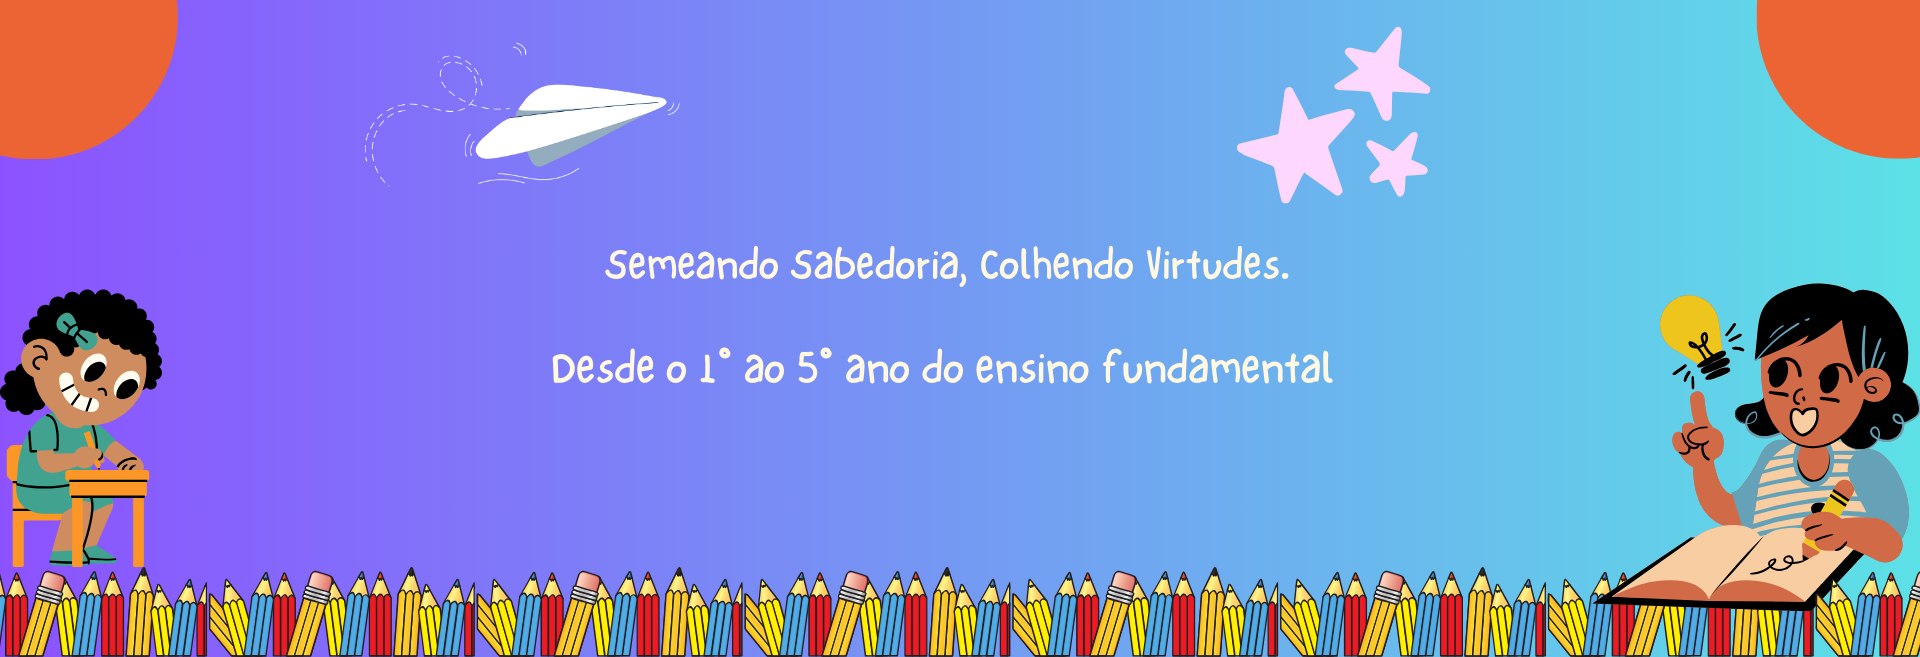 Semeando Sabedoria, Colhendo Virtudes.
Desde o 1° ao 5° ano do ensino fundamental